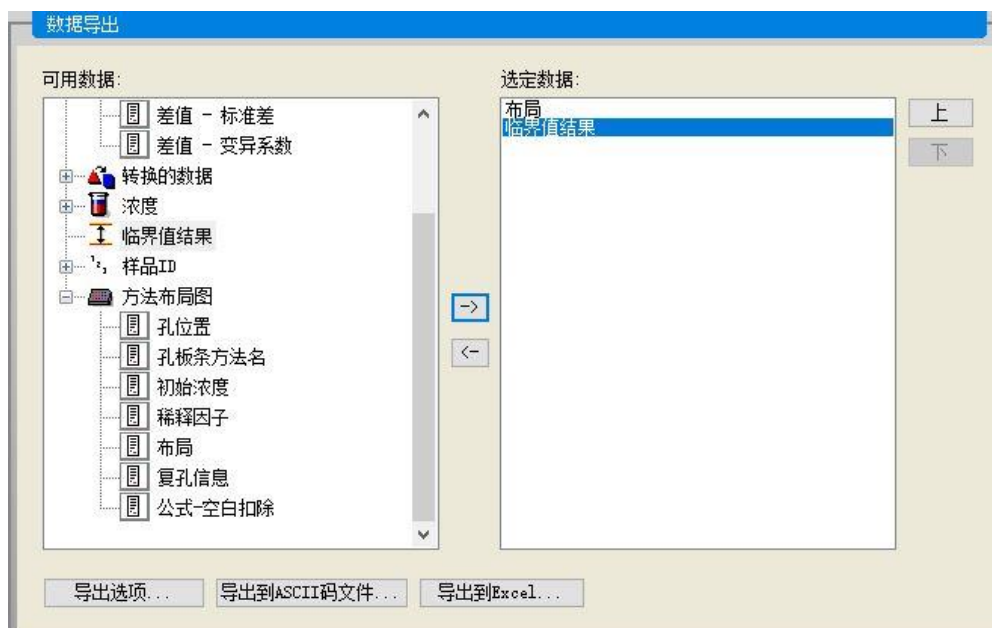 数据导出
可用数据:
差值 - 标准差
差值 - 变异系数
转换的数据
浓度
临界值结果
样品ID
方法布局图
孔位置
孔板条方法名
初始浓度
稀释因子
布局
复孔信息
公式-空白扣除
->
<-
选定数据:
布局
临界值结果
上
下
导出选项...
导出到ASCII码文件...
导出到Excel...